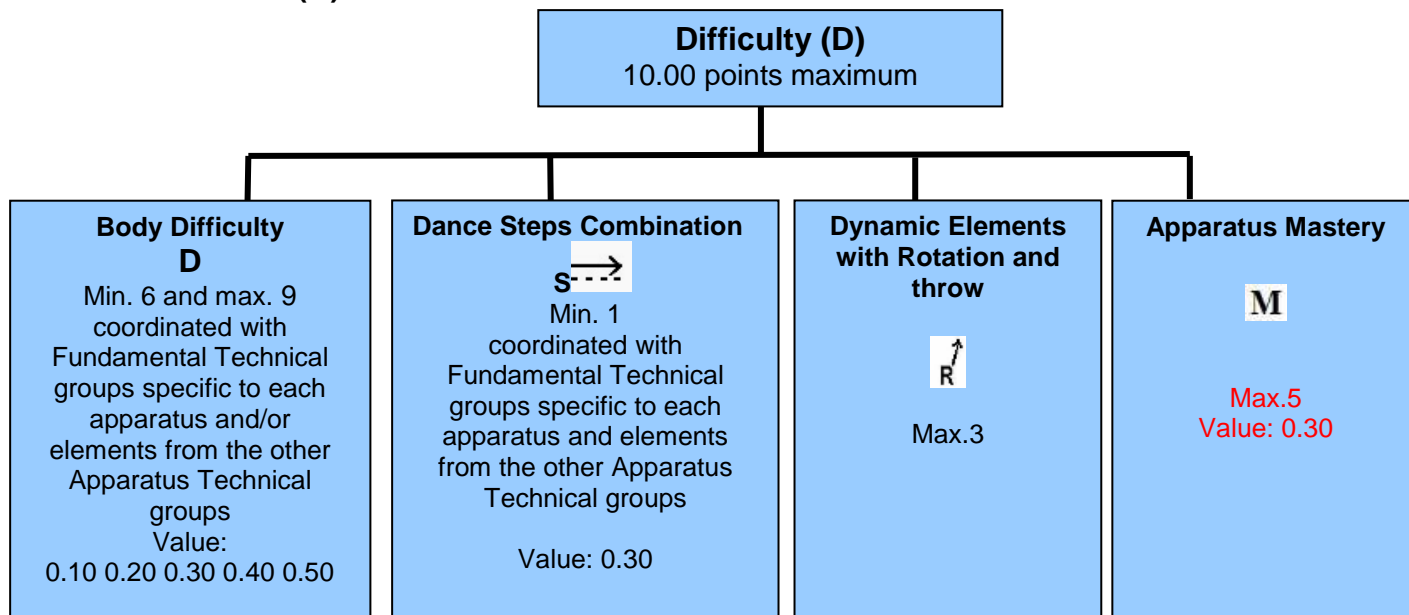 (D)
Difficulty (D)
10.00 points maximum
Body Difficulty
D
Min. 6 and max. 9
coordinated with
Fundamental Technical
groups specific to each
apparatus and/or
elements from the other
Apparatus Technical
groups
Value:
0.10 0.20 0.30 0.40 0.50
Dance Steps Combination
S
Min. 1
coordinated with
Fundamental Technical
groups specific to each
apparatus and elements
from the other Apparatus
Technical groups
Value: 0.30
Dynamic Elements
with Rotation and
throw
R
Max.3
Apparatus Mastery
M
Max.5
Value: 0.30